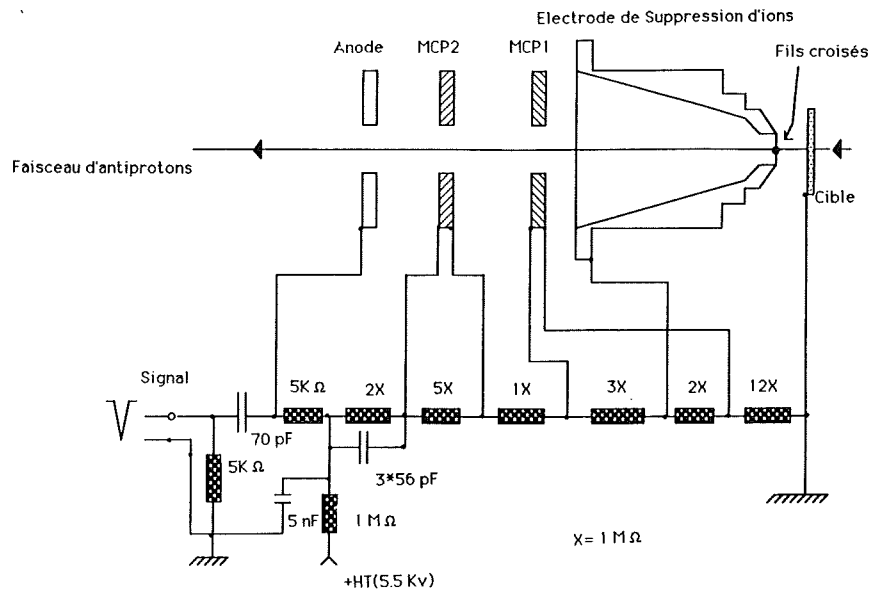 Electrode de Suppression d'ions
Anode
MCP2
MCP1
Fils croisés
Faisceau d'antiprotons
Cible
Signal
5K Ω
2X
5X
1X
3X
2X
12X
70 pF
3*56 pF
5K Ω
5 nF
1 M Ω
X= 1 M Ω
+HT(5.5 Kv)